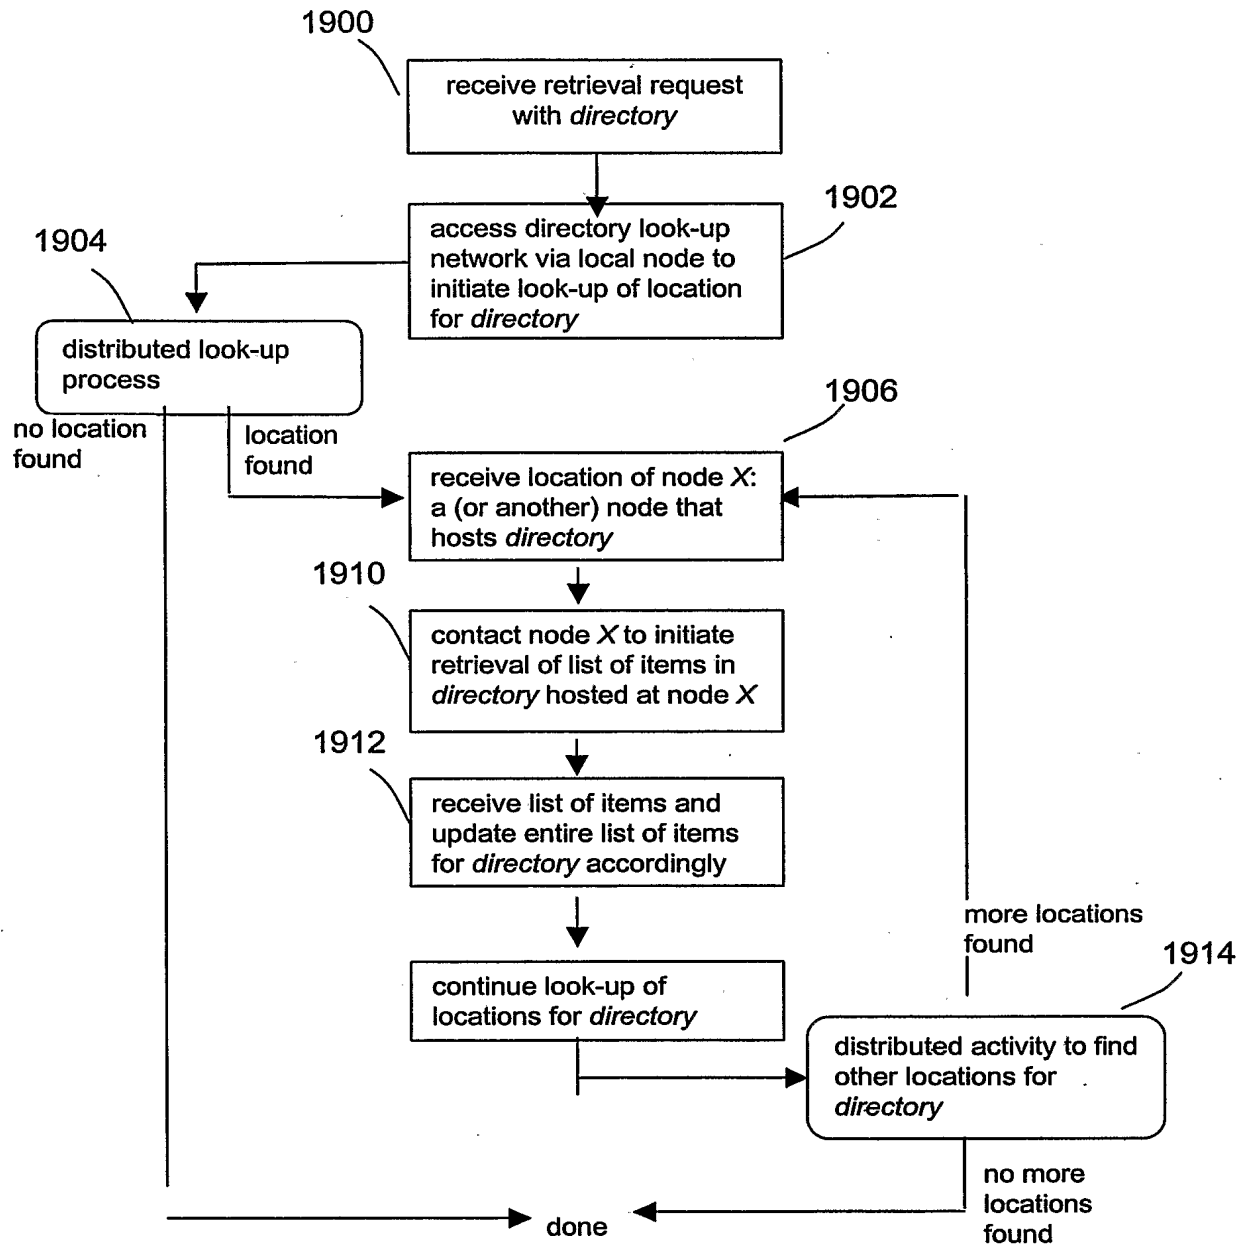 1900
receive retrieval request
with directory
1902
access directory look-up
network via local node to
initiate look-up of location
for directory
1904
distributed look-up
process
no location
found
location
found
1906
receive location of node X:
a (or another) node that
hosts directory
1910
contact node X to initiate
retrieval of list of items in
directory hosted at node X
1912
receive list of items and
update entire list of items
for directory accordingly
more locations
found
continue look-up of
locations for directory
1914
distributed activity to find
other locations for
directory
no more
locations
found
done